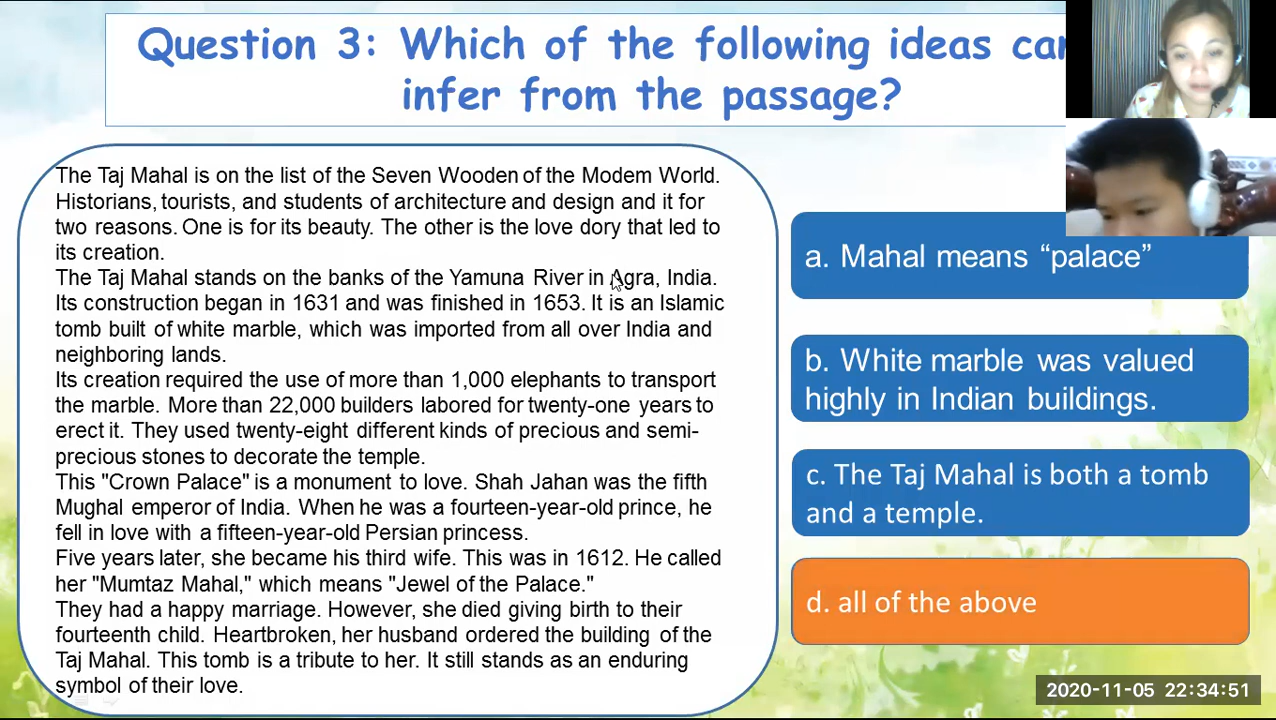 Question 3: Which of the following ideas can
infer from the passage?
The Taj Mahal is on the list of the Seven Wooden of the Modem World.
Historians, tourists, and students of architecture and design and it for
two reasons. One is for its beauty. The other is the love dory that led to
its creation.
The Taj Mahal stands on the banks of the Yamuna River in Agra, India.
Its construction began in 1631 and was finished in 1653. It is an Islamic
tomb built of white marble, which was imported from all over India and
neighboring lands.
Its creation required the use of more than 1,000 elephants to transport
the marble. More than 22,000 builders labored for twenty-one years to
erect it. They used twenty-eight different kinds of precious and semi-
precious stones to decorate the temple.
This "Crown Palace" is a monument to love. Shah Jahan was the fifth
Mughal emperor of India. When he was a fourteen-year-old prince, he
fell in love with a fifteen-year-old Persian princess.
Five years later, she became his third wife. This was in 1612. He called
her "Mumtaz Mahal," which means "Jewel of the Palace."
They had a happy marriage. However, she died giving birth to their
fourteenth child. Heartbroken, her husband ordered the building of the
Taj Mahal. This tomb is a tribute to her. It still stands as an enduring
symbol of their love.
a. Mahal means “palace”
b. White marble was valued
highly in Indian buildings.
c. The Taj Mahal is both a tomb
and a temple.
d. all of the above
2020-11-05 22:34:51